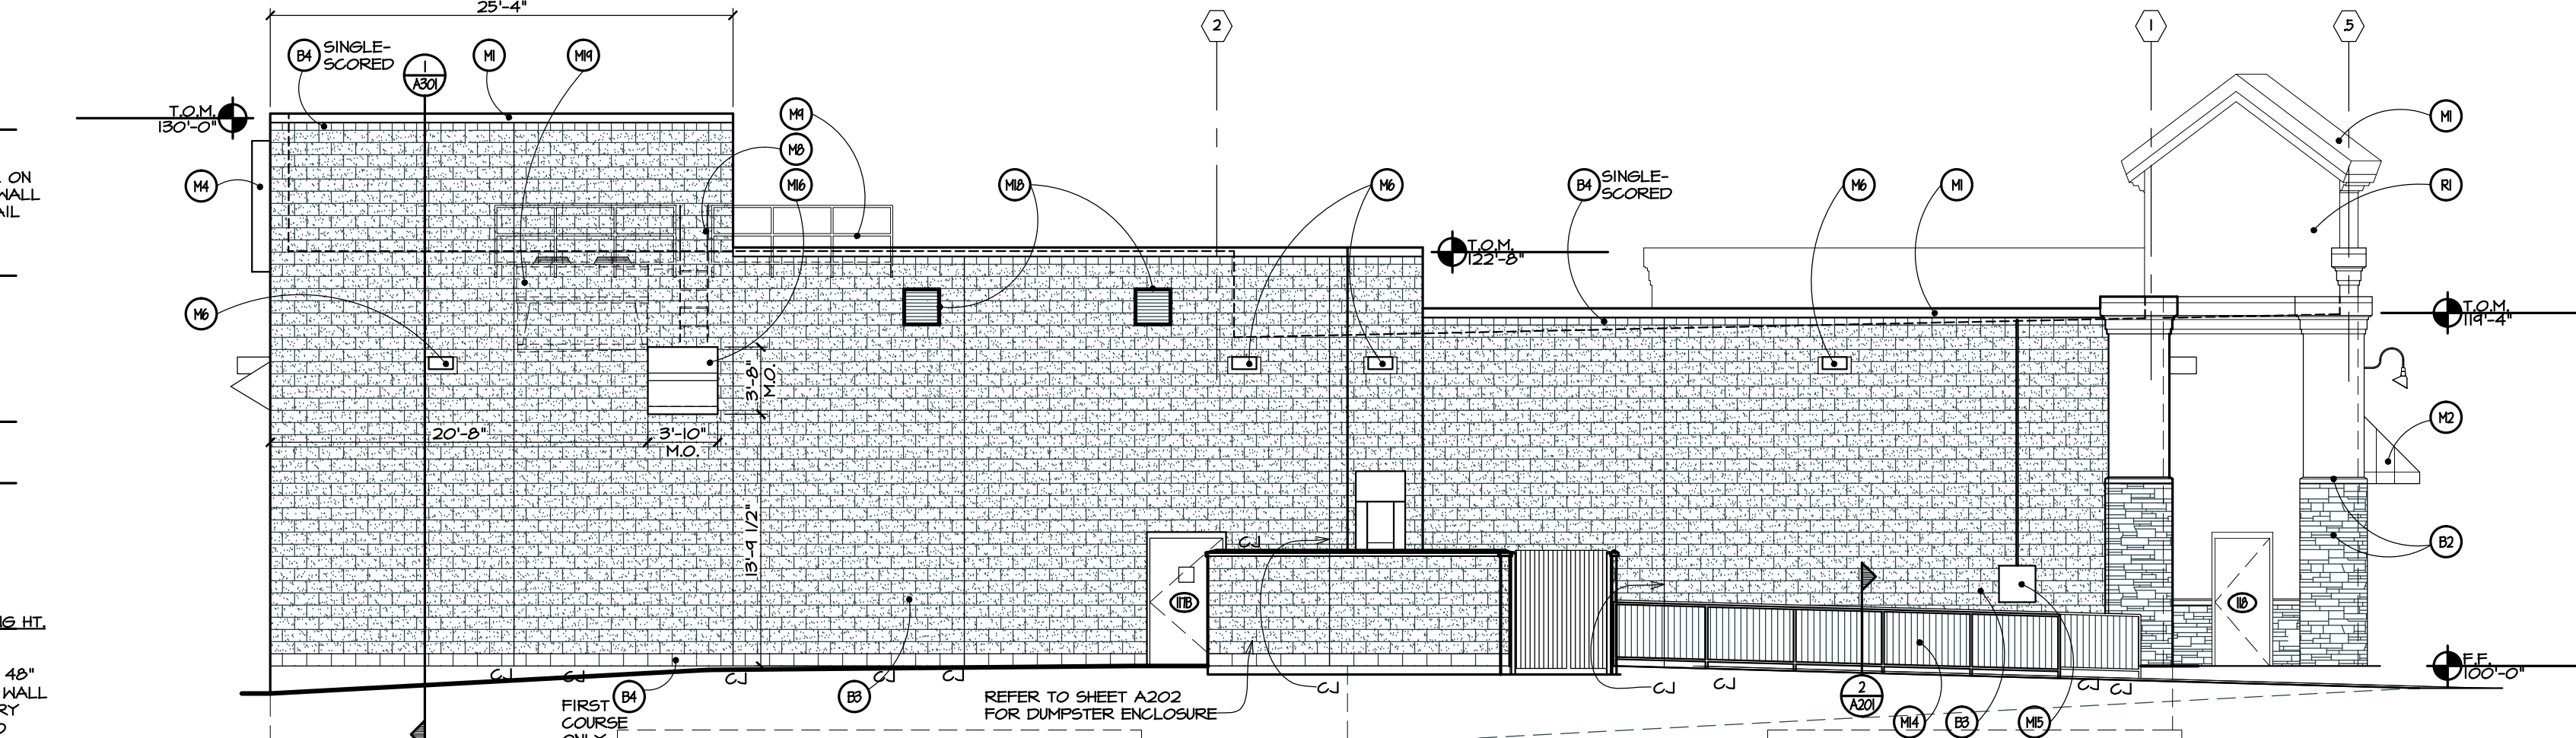 25'-4"
2
1
.5
B4 SINGLE-
SCORED
M1
M19
1
A301
T.O.M.
130'-0"
M9
M8
M16
M4
ON
WALL
AIL
M18
M6
B4 SINGLE-
SCORED
M6
M1
M1
R1
T.O.M.
122'-8"
T.O.M.
119'-4"
M6
3'-8"
M.O.
20'-8"
3'-10"
M.O.
M2
13'-9 1/2"
CJ
117B
118
B2
G HT.
48"
WALL
RY
CJ
CJ
CJ
CJ
CJ
B4
FIRST
COURSE
ONLY
B3
REFER TO SHEET A202
FOR DUMPSTER ENCLOSURE
CJ
CJ
CJ
2
A201
CJ
CJ
M14
B3
M15
F.F.
100'-0"